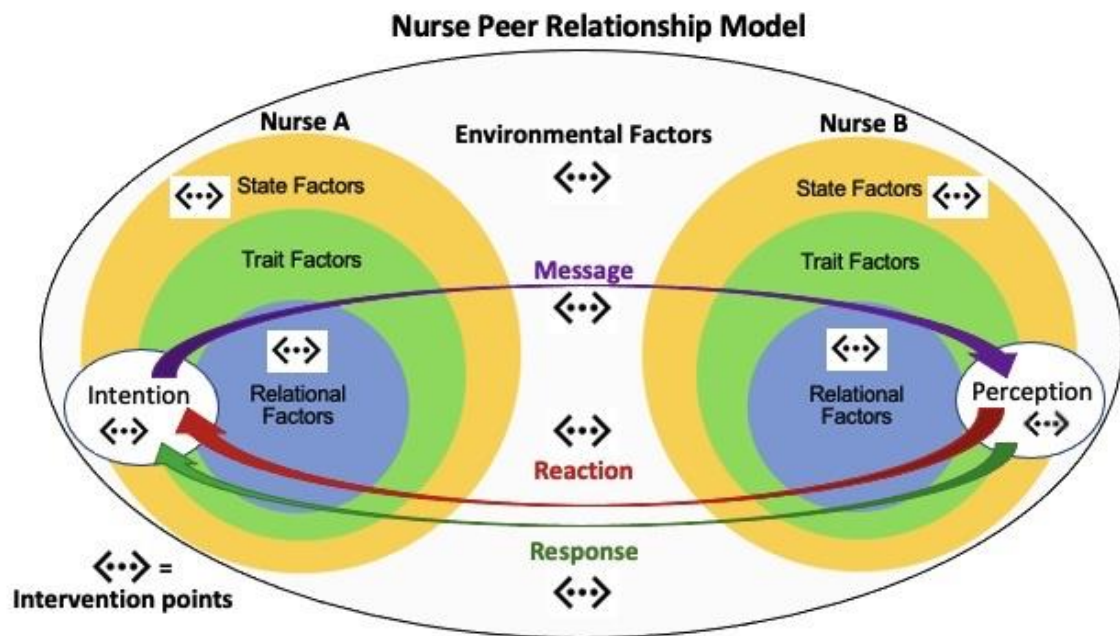 Nurse Peer Relationship Model
Nurse A
Environmental Factors
Nurse B
State Factors
State Factors
Trait Factors
Trait Factors
Message
Intention
Relational
Factors
Relational
Factors
Perception
Reaction
Response
=
Intervention points